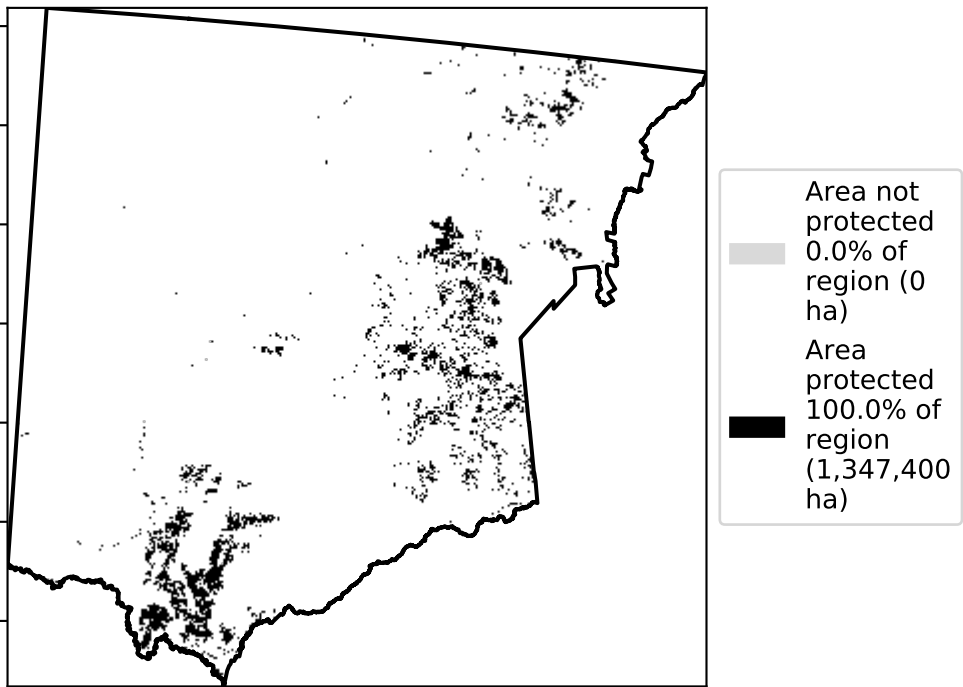 Area not
protected
0.0% of
region (0
ha)
Area
protected
100.0% of
region
(1,347,400
ha)